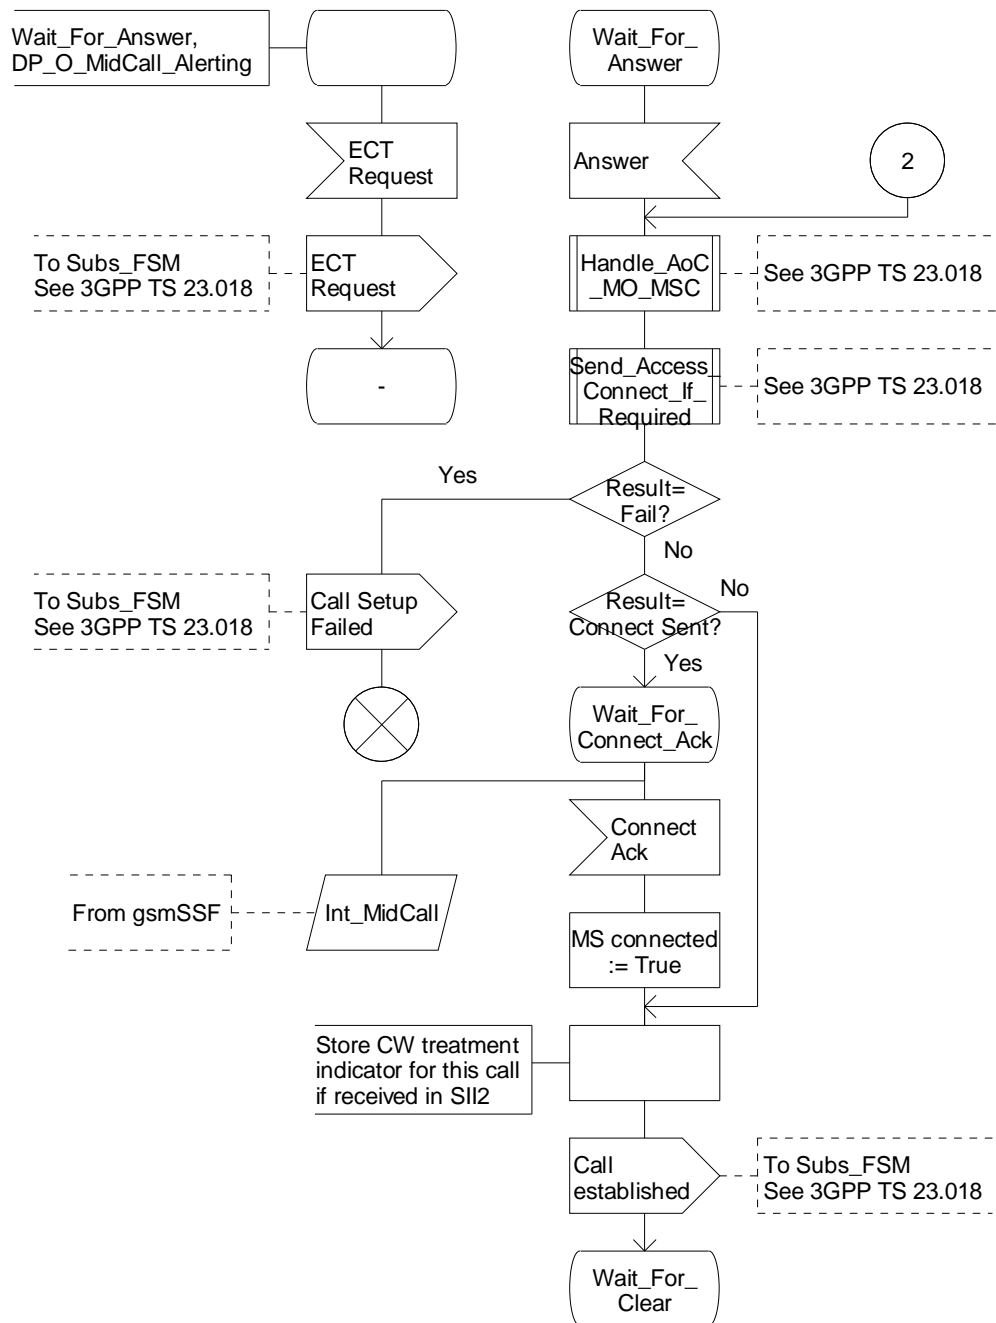 Wait_For_Answer,
DP_O_MidCall_Alerting
Wait_For_
Answer
ECT
Request
Answer
2
To Subs_FSM
See 3GPP TS 23.018
ECT
Request
Handle_AoC
_MO_MSC
See 3GPP TS 23.018
-
Send_Access_
Connect_If_
Required
See 3GPP TS 23.018
Yes
Result=
Fail?
No
To Subs_FSM
See 3GPP TS 23.018
Call Setup
Failed
Result=
Connect Sent?
No
Yes
Wait_For_
Connect_Ack
Connect
Ack
From gsmSSF
Int_MidCall
MS connected
:= True
Store CW treatment
indicator for this call
if received in SII2
Call
established
To Subs_FSM
See 3GPP TS 23.018
Wait_For_
Clear